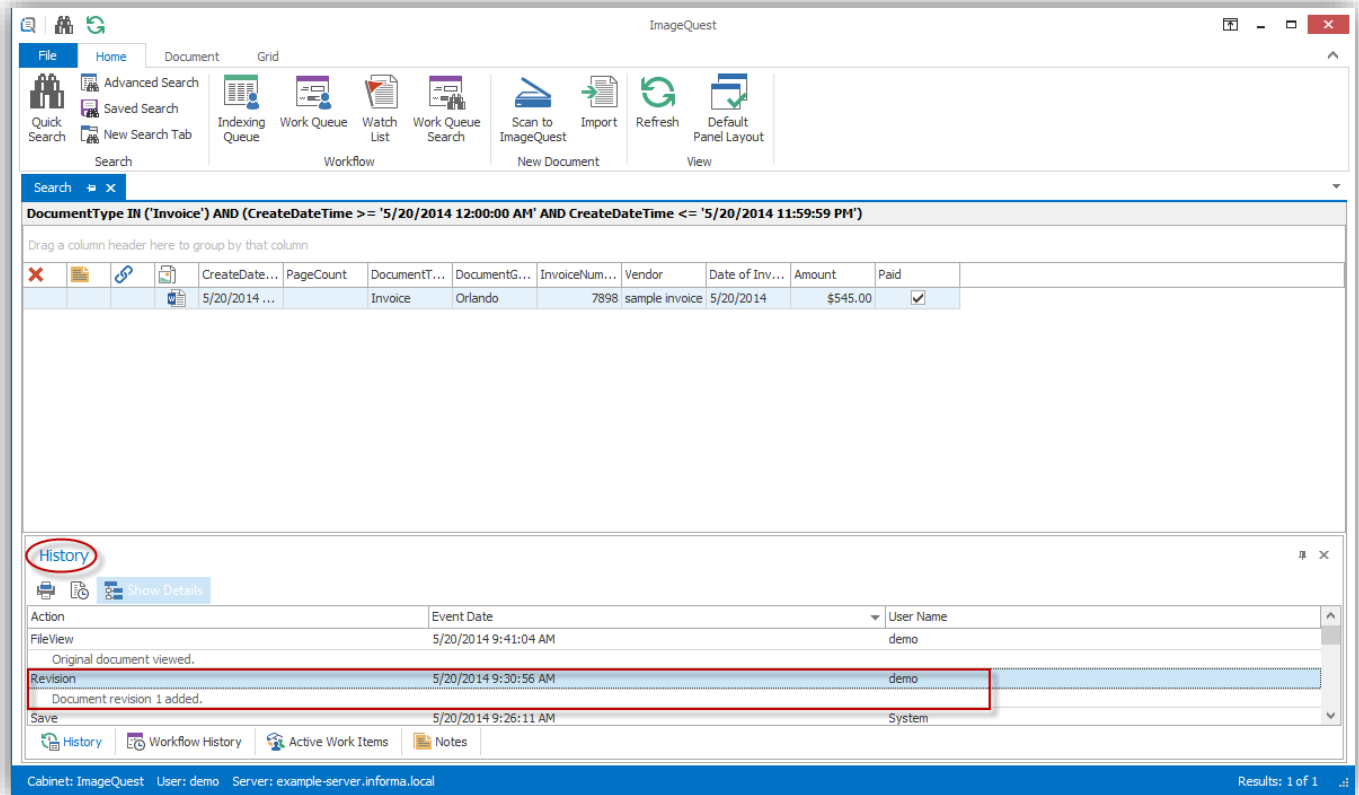 ImageQuest
File Home Document Grid
Quick Search
Advanced Search
Saved Search
New Search Tab
Indexing Queue
Work Queue
Watch List
Work Queue Search
Scan to ImageQuest
Import
Refresh
Default Panel Layout
Search Workflow New Document View
Search
DocumentType IN ('Invoice') AND (CreateDateTime >= '5/20/2014 12:00:00 AM' AND CreateDateTime <= '5/20/2014 11:59:59 PM')
Drag a column header here to group by that column
CreateDate... PageCount DocumentT... DocumentG... InvoiceNum... Vendor Date of Inv... Amount Paid
5/20/2014 ... Invoice Orlando 7898 sample invoice 5/20/2014 $545.00
History
Show Details
Action Event Date User Name
FileView 5/20/2014 9:41:04 AM demo
Original document viewed.
Revision 5/20/2014 9:30:56 AM demo
Document revision 1 added.
Save 5/20/2014 9:26:11 AM System
History Workflow History Active Work Items Notes
Cabinet: ImageQuest User: demo Server: example-server.informa.local Results: 1 of 1